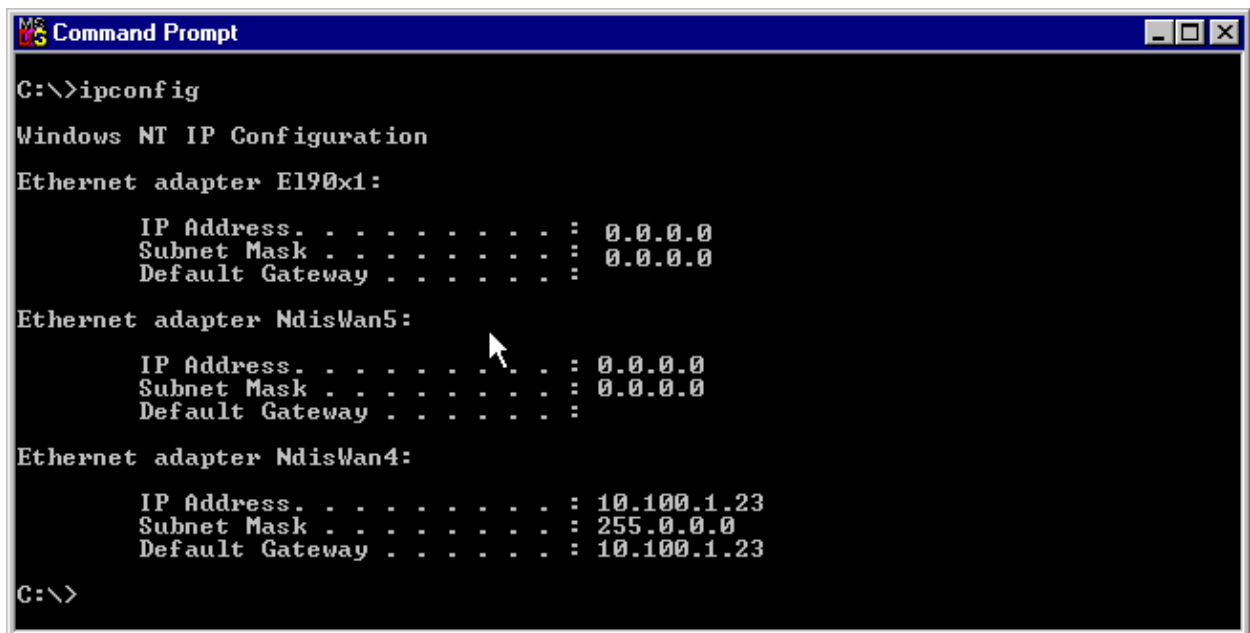 Command Prompt
C:\>ipconfig
Windows NT IP Configuration
Ethernet adapter El90x1:
IP Address. . . . . . . . . : 0.0.0.0
Subnet Mask . . . . . . . . : 0.0.0.0
Default Gateway . . . . . . :
Ethernet adapter NdisWan5:
IP Address. . . . . . . . . : 0.0.0.0
Subnet Mask . . . . . . . . : 0.0.0.0
Default Gateway . . . . . . :
Ethernet adapter NdisWan4:
IP Address. . . . . . . . . : 10.100.1.23
Subnet Mask . . . . . . . . : 255.0.0.0
Default Gateway . . . . . . : 10.100.1.23
C:\>